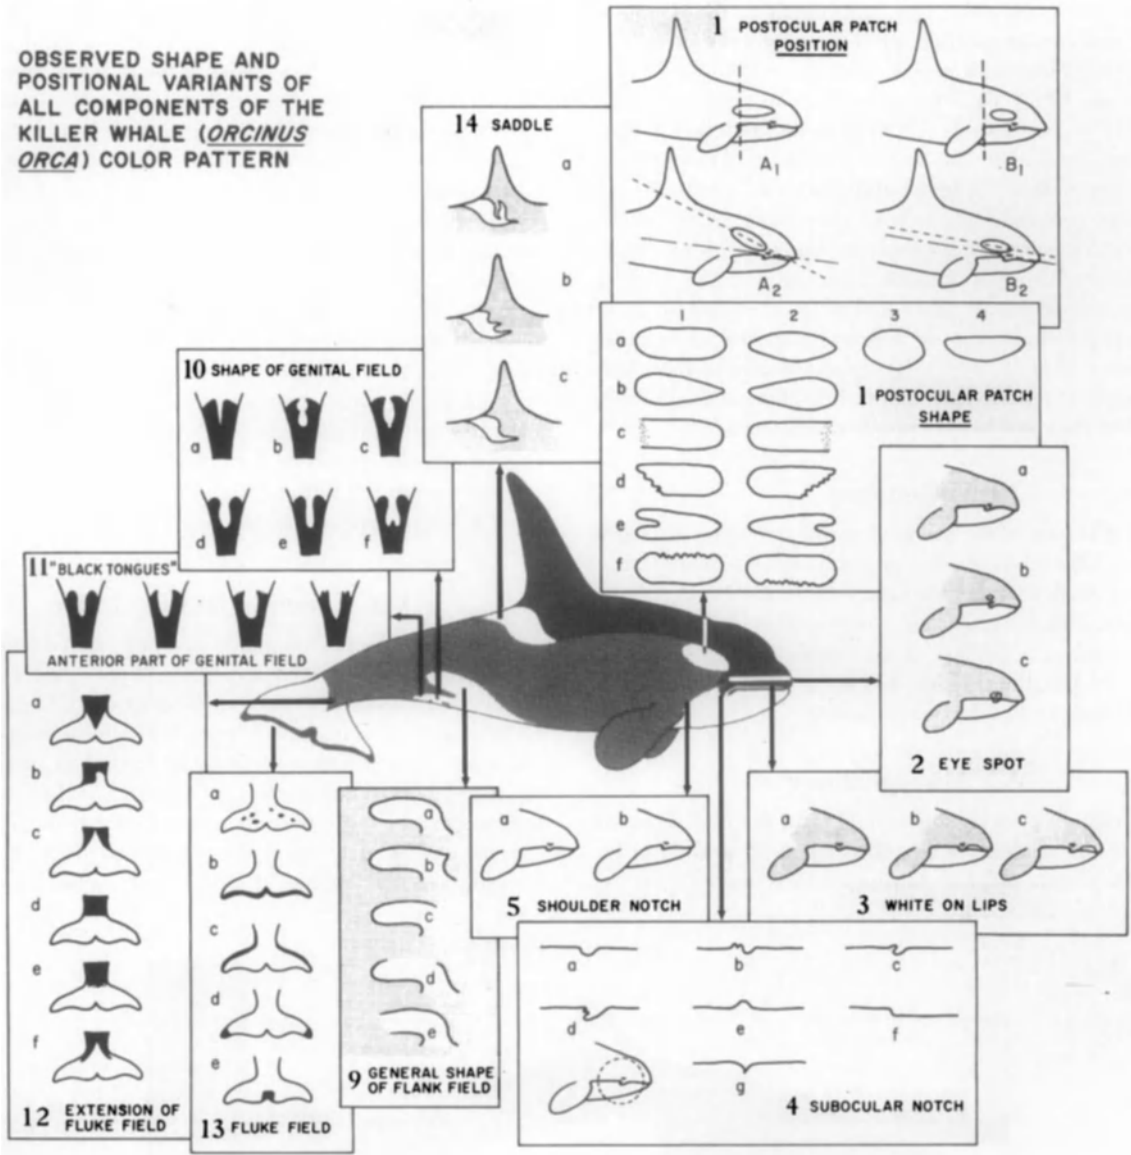 OBSERVED SHAPE AND
POSITIONAL VARIANTS OF
ALL COMPONENTS OF THE
KILLER WHALE (ORCINUS
ORCA) COLOR PATTERN
1 POSTOCULAR PATCH
POSITION
A1
B1
A2
B2
14 SADDLE
a
b
c
1 2 3 4
a
b
c
d
e
f
1 POSTOCULAR PATCH
SHAPE
10 SHAPE OF GENITAL FIELD
a b c
d e f
11 "BLACK TONGUES"
ANTERIOR PART OF GENITAL FIELD
a
b
c
2 EYE SPOT
a
b
c
d
e
f
12 EXTENSION OF
FLUKE FIELD
a
b
c
d
e
13 FLUKE FIELD
a
b
c
d
e
9 GENERAL SHAPE
OF FLANK FIELD
a b
5 SHOULDER NOTCH
a b c
3 WHITE ON LIPS
a b c
d e f
g
4 SUBOCULAR NOTCH